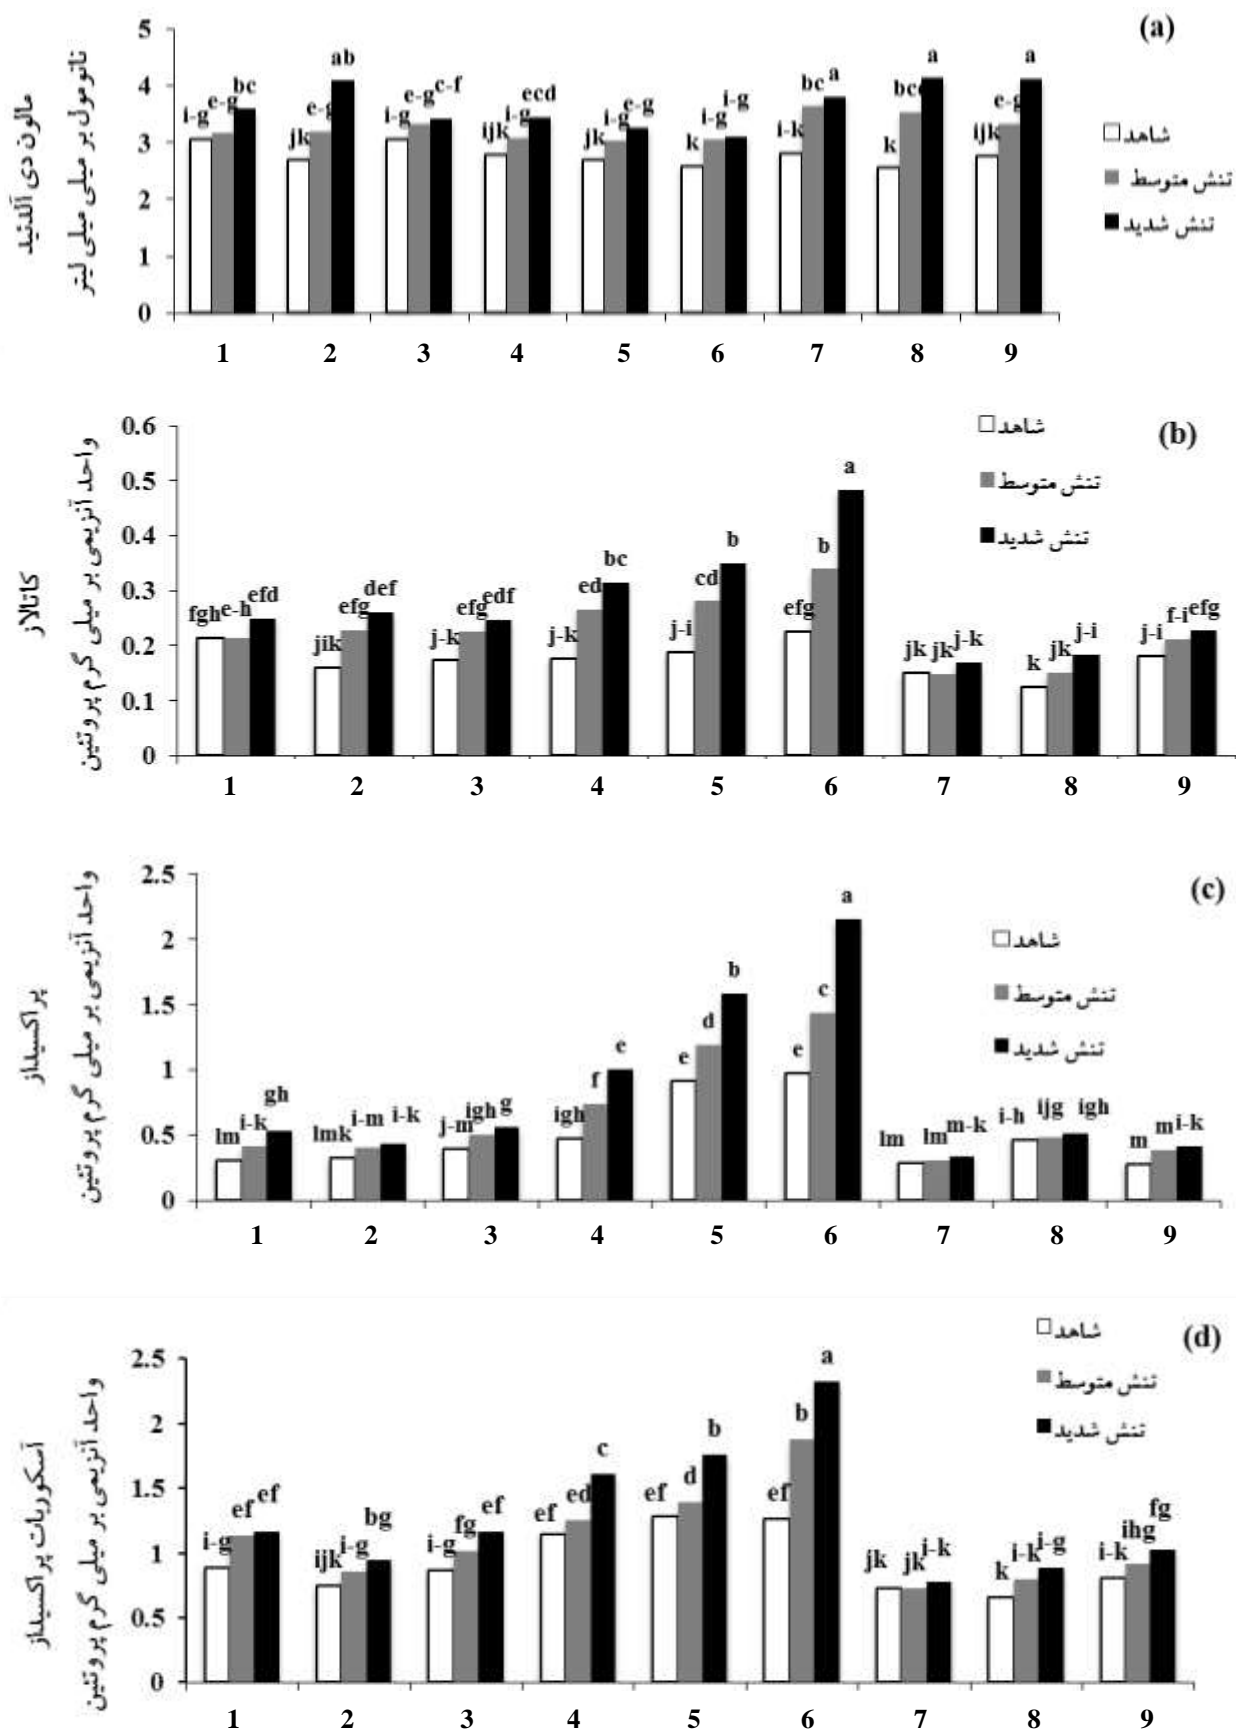 (a)
مالون دی آلدئید
نانومول بر میلی میلی لیتر
5
4
3
2
1
0
i-g e-g bc
jk e-g ab
i-g e-g c-f
ijk i-g ecd
jk i-g e-g
k i-g i-g
i-k bc a
k bcd a
ijk e-g a
شاهد
تنش متوسط
تنش شدید
1 2 3 4 5 6 7 8 9
(b)
کاتالاز
واحد آنزیمی بر میلی گرم پروتئین
0.6
0.5
0.4
0.3
0.2
0.1
0
fgh e-h efd
jik efg def
j-k efg edf
j-k ed bc
j-i cd b
efg b a
jk jk j-k
k jk j-i
j-i f-i efg
شاهد
تنش متوسط
تنش شدید
1 2 3 4 5 6 7 8 9
(c)
پراکسیداز
واحد آنزیمی بر میلی گرم پروتئین
2.5
2
1.5
1
0.5
0
lm i-k gh
lmk i-m i-k
j-m igh g
igh f e
e d b
e c a
lm lm m-k
i-h ijg igh
m m i-k
شاهد
تنش متوسط
تنش شدید
1 2 3 4 5 6 7 8 9
(d)
آسکوربات پراکسیداز
واحد آنزیمی بر میلی گرم پروتئین
2.5
2
1.5
1
0.5
0
i-g ef ef
ijk i-g bg
i-g fg ef
ef ed c
ef d b
ef b a
jk jk i-k
k i-k i-g
i-k ihg fg
شاهد
تنش متوسط
تنش شدید
1 2 3 4 5 6 7 8 9